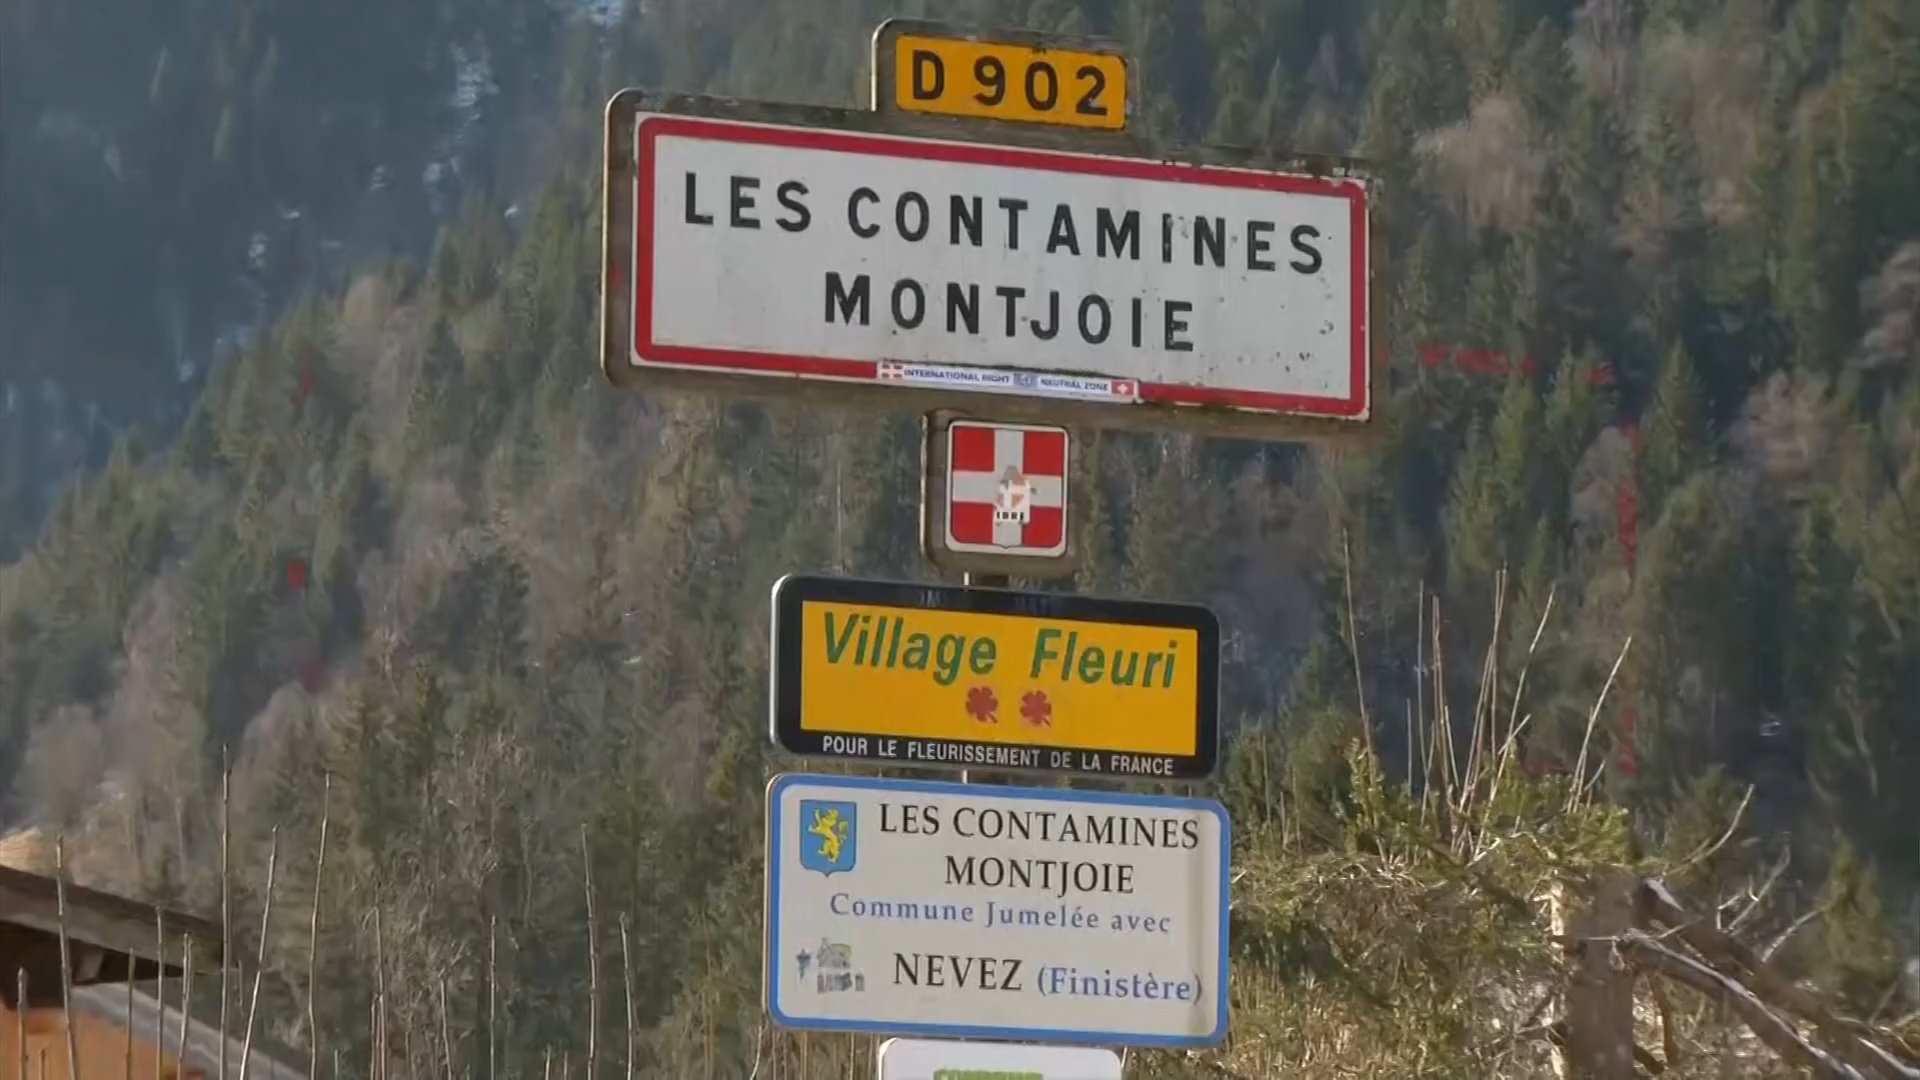 D 902
LES CONTAMINES
MONTJOIE
INTERNATIONAL RIGHT NEUTRAL ZONE
Village Fleuri
POUR LE FLEURISSEMENT DE LA FRANCE
LES CONTAMINES
MONTJOIE
Commune Jumelée avec
NEVEZ (Finistère)